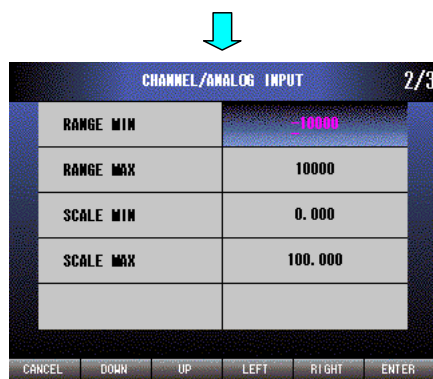 CHANNEL/ANALOG INPUT 2/3
RANGE MIN -10000
RANGE MAX 10000
SCALE MIN 0.000
SCALE MAX 100.000
CANCEL DOWN UP LEFT RIGHT ENTER